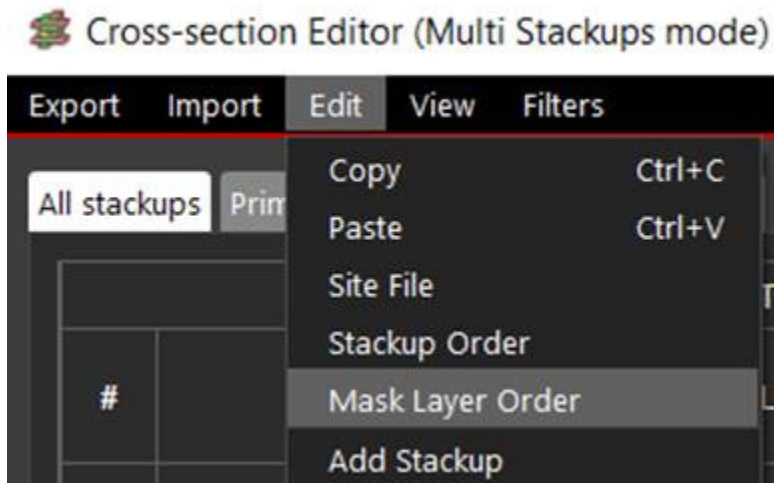 Cross-section Editor (Multi Stackups mode)
Export Import Edit View Filters
All stackups
Copy Ctrl+C
Paste Ctrl+V
Site File
Stackup Order
# Mask Layer Order
Add Stackup